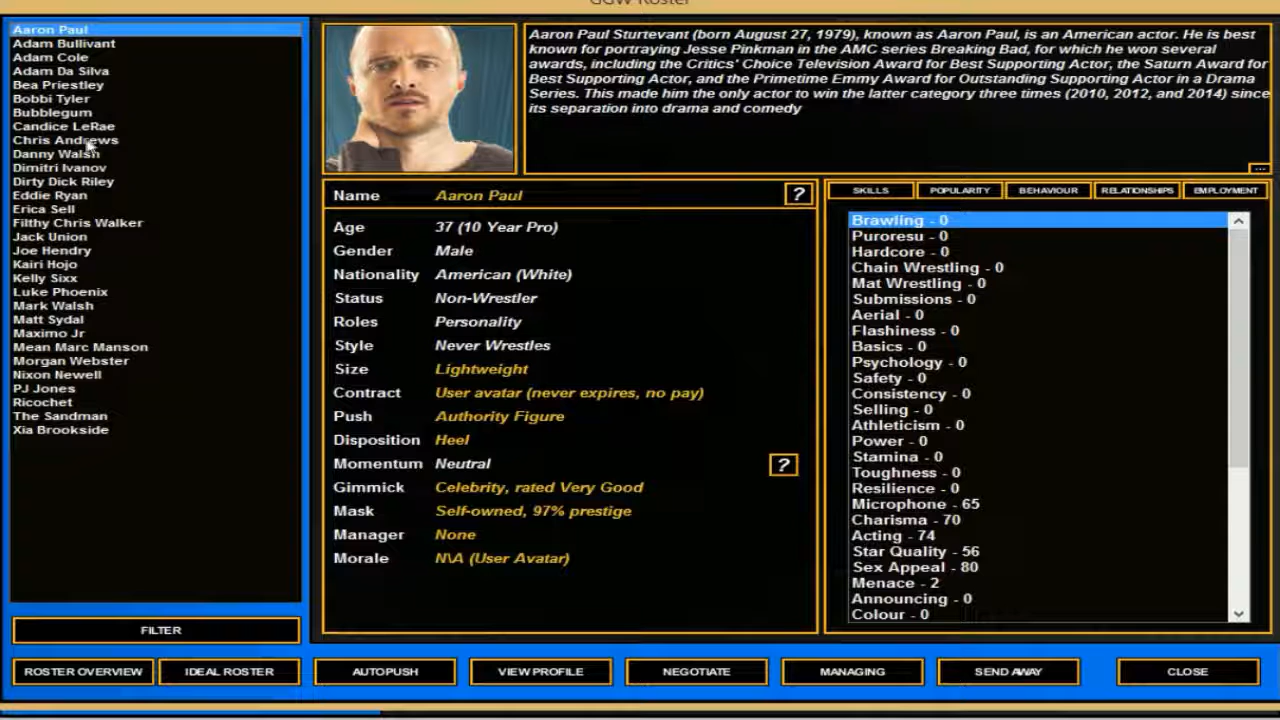 GGW Roster
Aaron Paul
Adam Bullivant
Adam Cole
Adam Da Silva
Bea Priestley
Bobbi Tyler
Bubblegum
Candice LeRae
Chris Andrews
Danny Walsh
Dimitri Ivanov
Dirty Dick Riley
Eddie Ryan
Erica Sell
Filthy Chris Walker
Jack Union
Joe Hendry
Kairi Hojo
Kelly Sixx
Luke Phoenix
Mark Walsh
Matt Sydal
Maximo Jr
Mean Marc Manson
Morgan Webster
Nixon Newell
PJ Jones
Ricochet
The Sandman
Xia Brookside
FILTER
Aaron Paul Sturtevant (born August 27, 1979), known as Aaron Paul, is an American actor. He is best
known for portraying Jesse Pinkman in the AMC series Breaking Bad, for which he won several
awards, including the Critics' Choice Television Award for Best Supporting Actor, the Saturn Award for
Best Supporting Actor, and the Primetime Emmy Award for Outstanding Supporting Actor in a Drama
Series. This made him the only actor to win the latter category three times (2010, 2012, and 2014) since
its separation into drama and comedy
...
Name Aaron Paul ?
Age 37 (10 Year Pro)
Gender Male
Nationality American (White)
Status Non-Wrestler
Roles Personality
Style Never Wrestles
Size Lightweight
Contract User avatar (never expires, no pay)
Push Authority Figure
Disposition Heel
Momentum Neutral ?
Gimmick Celebrity, rated Very Good
Mask Self-owned, 97% prestige
Manager None
Morale N\A (User Avatar)
SKILLS POPULARITY BEHAVIOUR RELATIONSHIPS EMPLOYMENT
Brawling - 0
Puroresu - 0
Hardcore - 0
Chain Wrestling - 0
Mat Wrestling - 0
Submissions - 0
Aerial - 0
Flashiness - 0
Basics - 0
Psychology - 0
Safety - 0
Consistency - 0
Selling - 0
Athleticism - 0
Power - 0
Stamina - 0
Toughness - 0
Resilience - 0
Microphone - 65
Charisma - 70
Acting - 74
Star Quality - 56
Sex Appeal - 80
Menace - 2
Announcing - 0
Colour - 0
ROSTER OVERVIEW IDEAL ROSTER AUTOPUSH VIEW PROFILE NEGOTIATE MANAGING SEND AWAY CLOSE